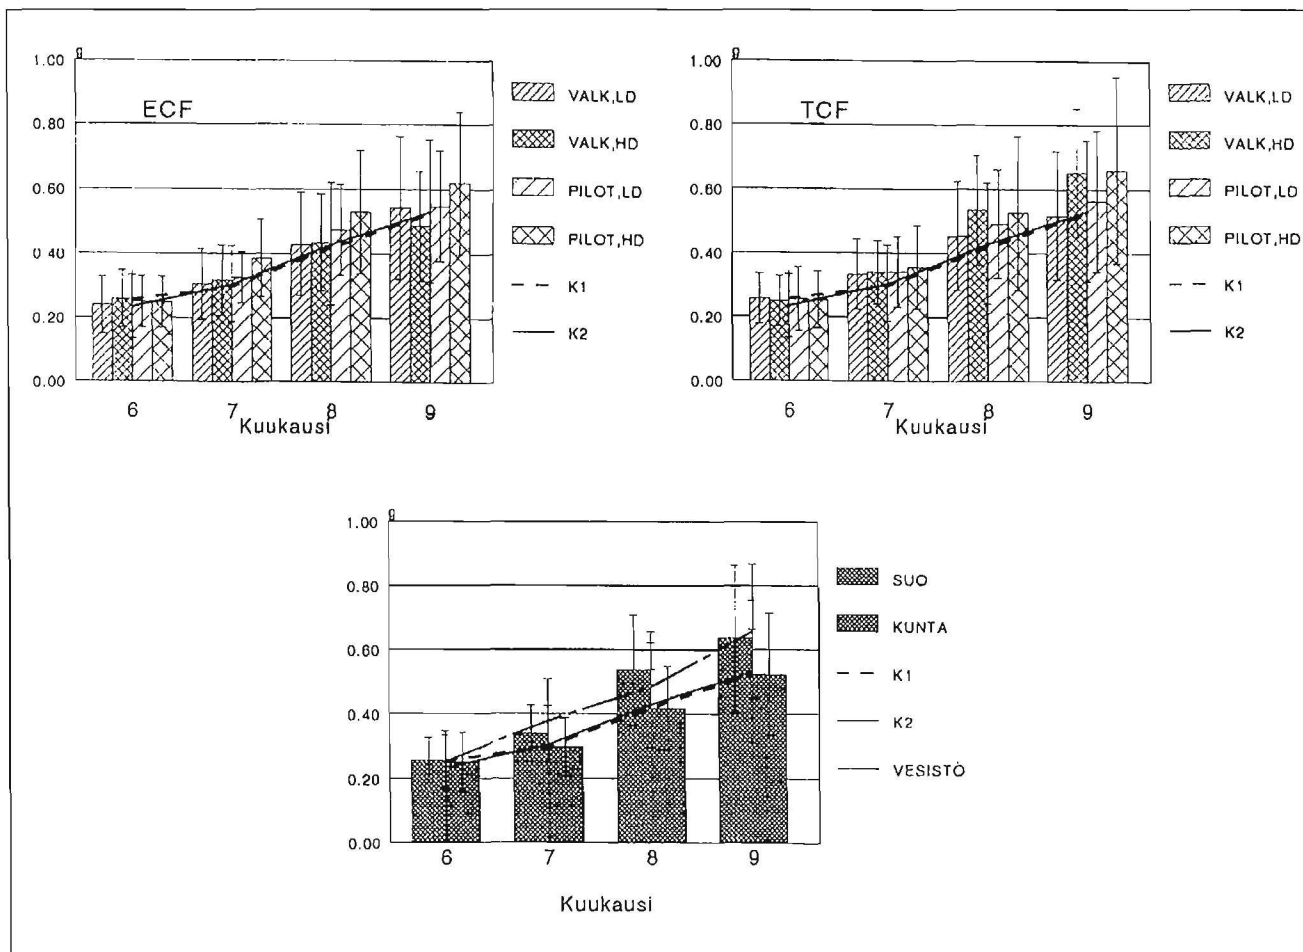 g
1.00
0.80
0.60
0.40
0.20
0.00
ECF
6 7 8 9
Kuukausi
VALK,LD
VALK,HD
PILOT,LD
PILOT,HD
K1
K2
g
1.00
0.80
0.60
0.40
0.20
0.00
TCF
6 7 8 9
Kuukausi
VALK,LD
VALK,HD
PILOT,LD
PILOT,HD
K1
K2
g
1.00
0.80
0.60
0.40
0.20
0.00
6 7 8 9
Kuukausi
SUO
KUNTA
K1
K2
VESISTÖ